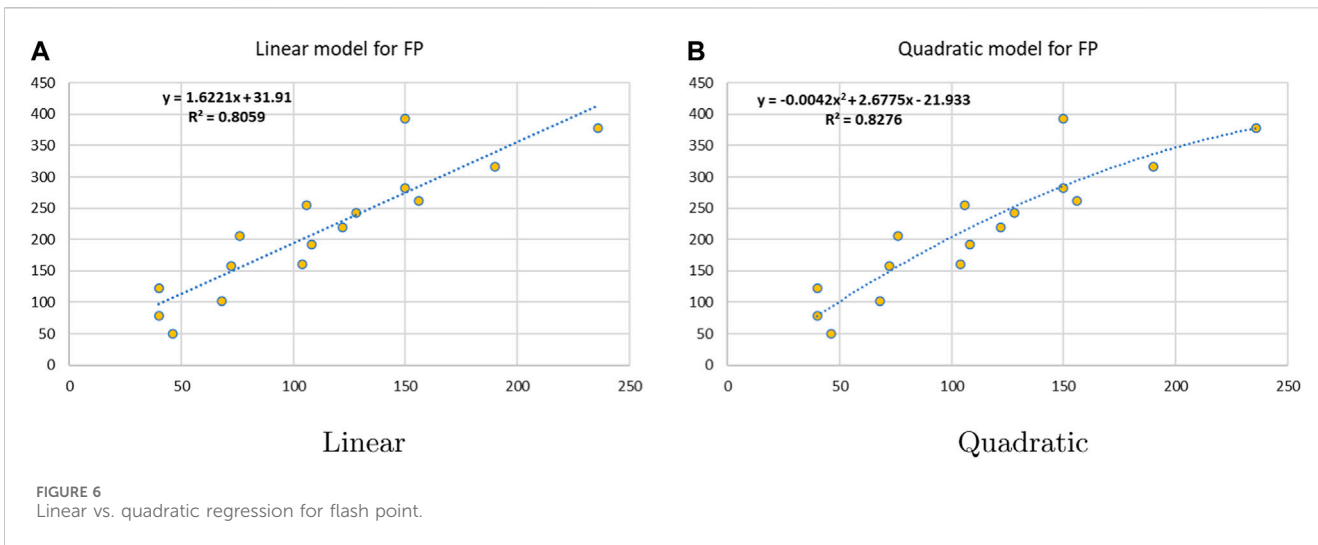 A
Linear model for FP
450
400
350
300
250
200
150
100
50
0
y = 1.6221x + 31.91
R² = 0.8059
0
50
100
150
200
250
Linear
B
Quadratic model for FP
450
400
350
300
250
200
150
100
50
0
y = -0.0042x² + 2.6775x - 21.933
R² = 0.8276
0
50
100
150
200
250
Quadratic
FIGURE 6
Linear vs. quadratic regression for flash point.